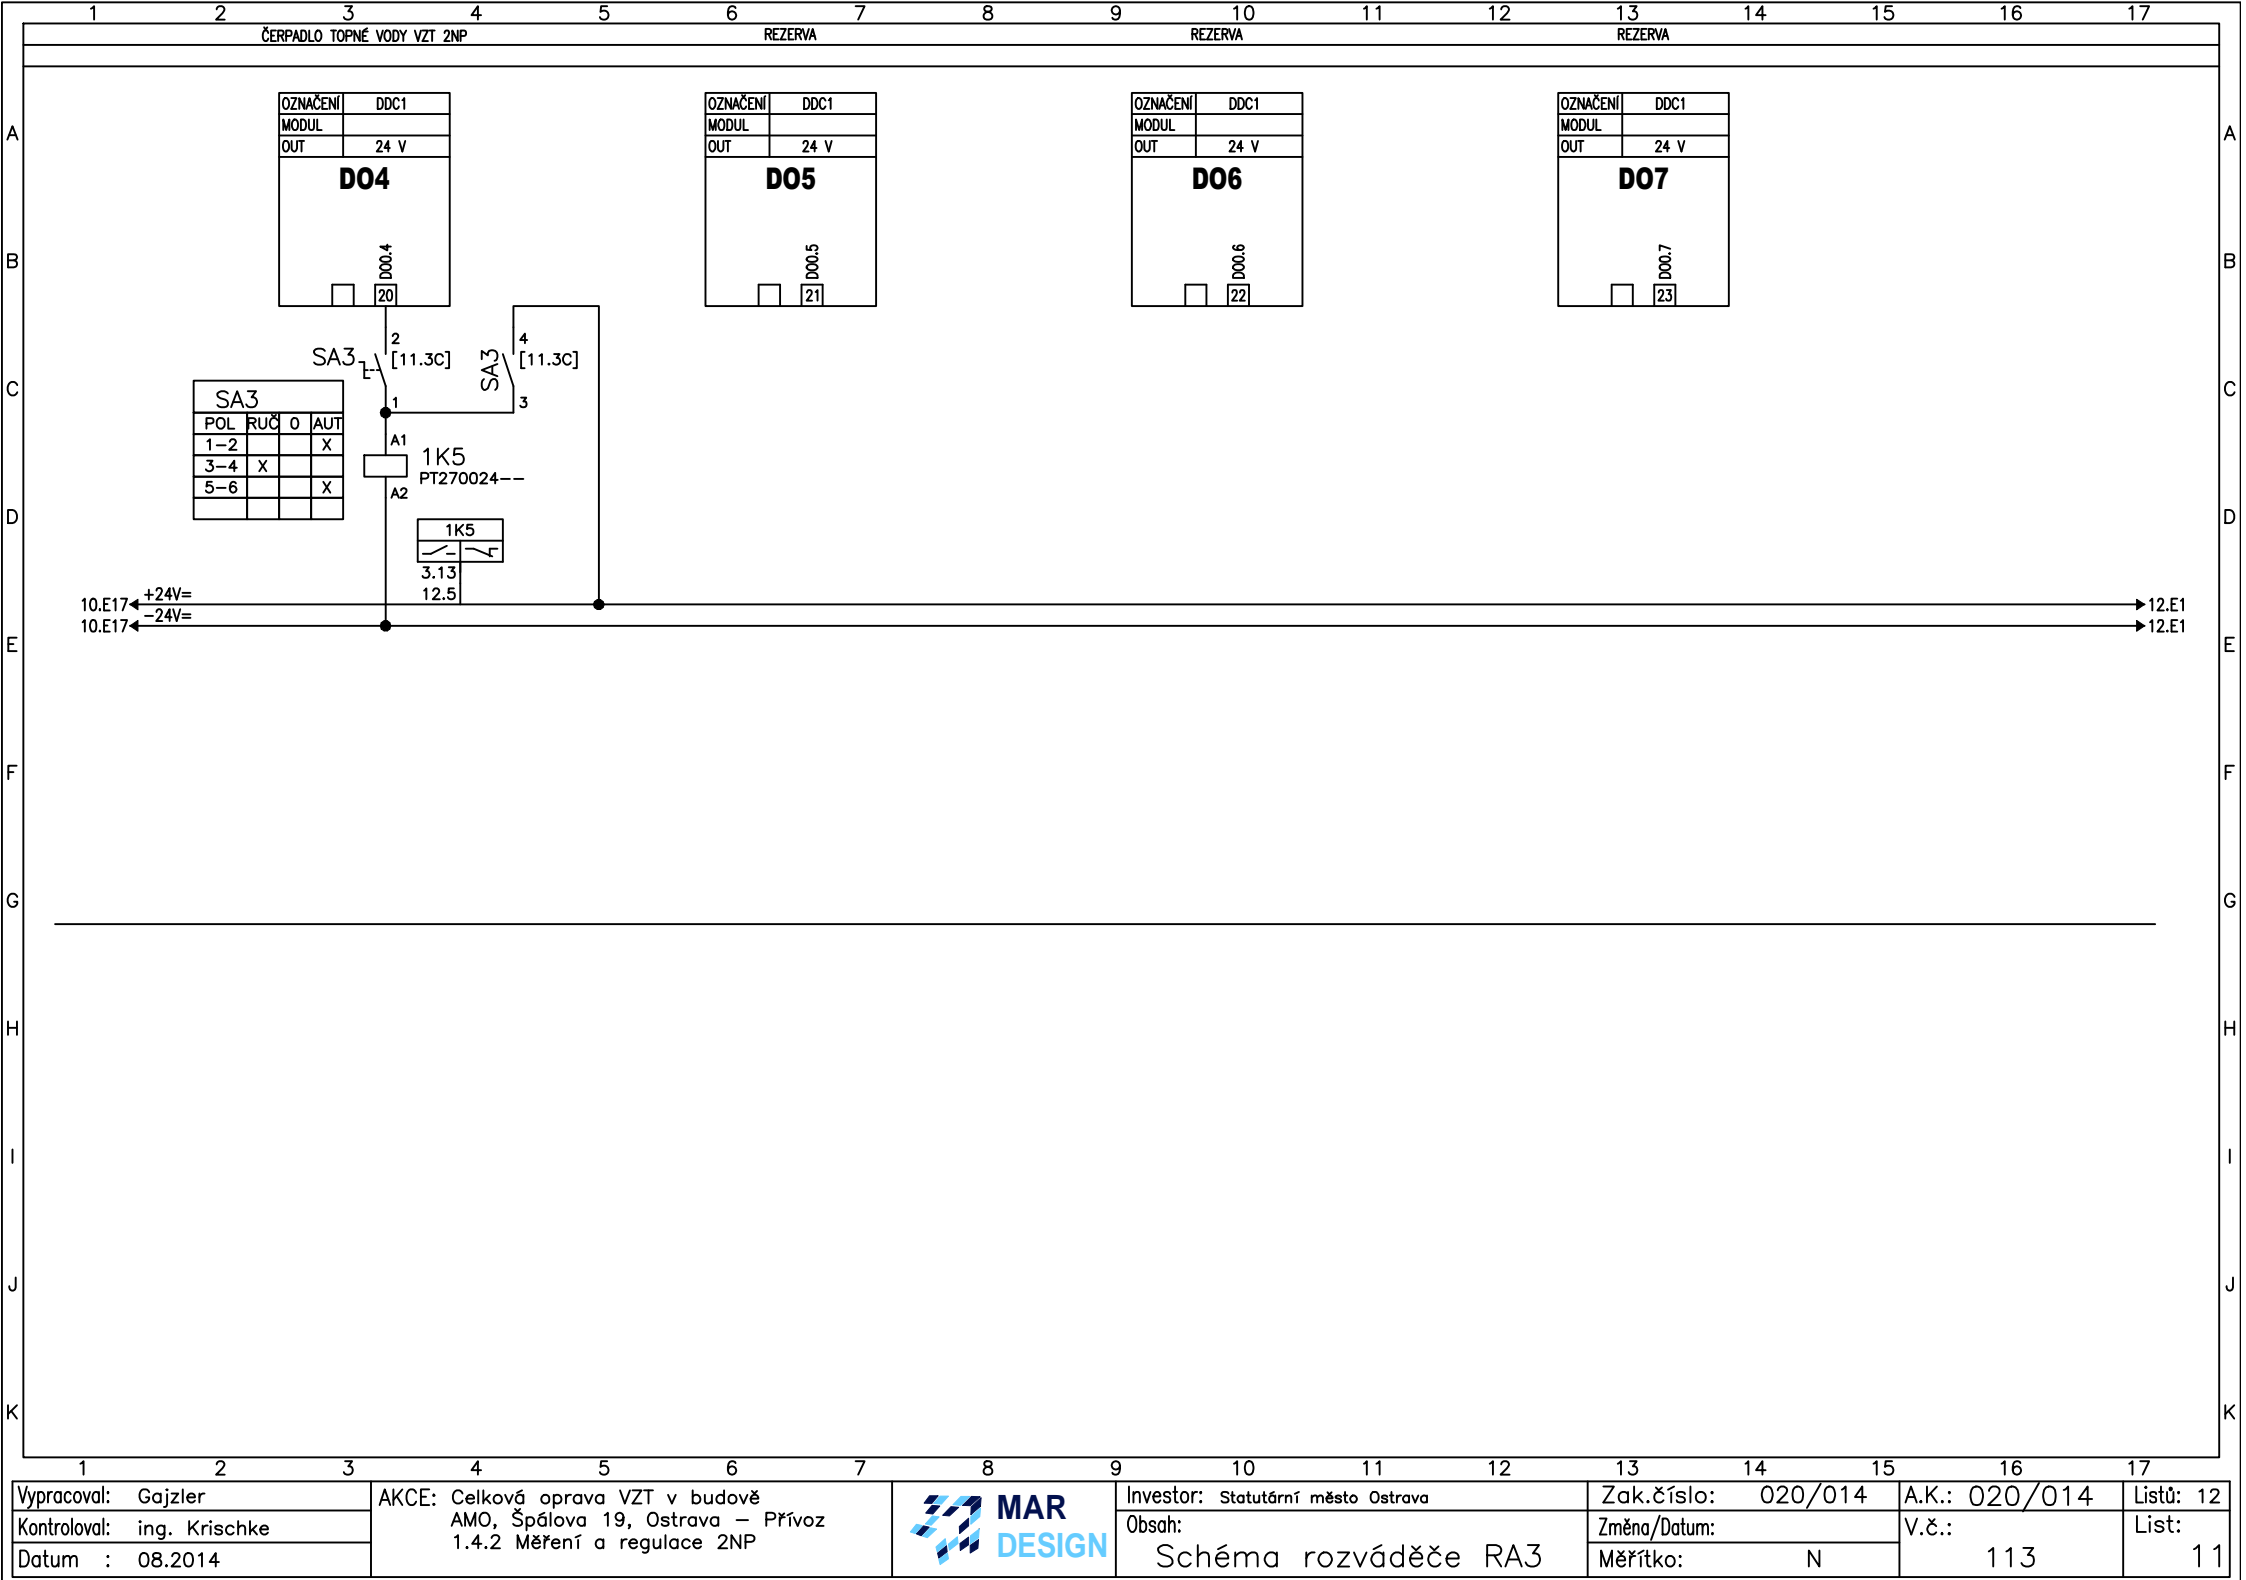 1 2 3 4 5 6 7 8 9 10 11 12 13 14 15 16 17
ČERPADLO TOPNÉ VODY VZT 2NP REZERVA REZERVA REZERVA
OZNAČENÍ DDC1 OZNAČENÍ DDC1 OZNAČENÍ DDC1 OZNAČENÍ DDC1
A MODUL MODUL MODUL MODUL A
OUT 24 V OUT 24 V OUT 24 V OUT 24 V
DO4 DO5 DO6 DO7
B DO0.4 DO0.5 DO0.6 DO0.7 B
20 21 22 23
2 4
SA3 [11.3C] SA3 [11.3C]
C C
1 3
SA3
POL RUČ 0 AUT
1-2 X
3-4 X
5-6 X
A1
1K5
PT270024--
A2
D D
1K5
3.13
12.5
10.E17 +24V= 12.E1
10.E17 -24V= 12.E1
E E
F F
G G
H H
I I
J J
K K
1 2 3 4 5 6 7 8 9 10 11 12 13 14 15 16 17
Vypracoval: Gajzler
Kontroloval: ing. Krischke
Datum : 08.2014
AKCE: Celková oprava VZT v budově
AMO, Špálova 19, Ostrava – Přívoz
1.4.2 Měření a regulace 2NP
MAR
DESIGN
Investor: Statutární město Ostrava
Obsah:
Schéma rozváděče RA3
Zak.číslo: 020/014
Změna/Datum:
Měřítko: N
A.K.: 020/014
V.č.:
113
Listů: 12
List:
11